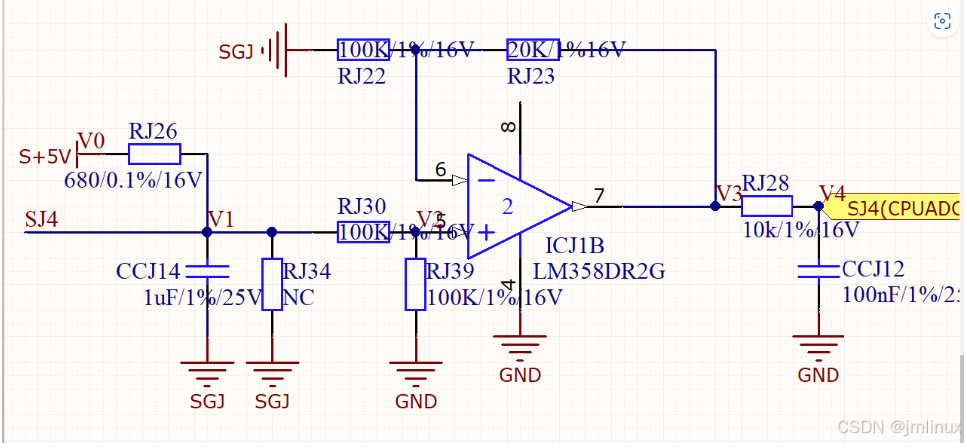 SGJ
100K/1%/16V
RJ22
20K/1%16V
RJ23
8
S+5V
V0
RJ26
680/0.1%/16V
6
2
7
SJ4
V1
RJ30
100K/1%/16V
V2
5
ICJ1B
LM358DR2G
V3
RJ28
10k/1%/16V
V4
SJ4(CPUADC
CCJ14
1uF/1%/25V
RJ34
NC
RJ39
100K/1%/16V
4
CCJ12
100nF/1%/2
SGJ
SGJ
GND
GND
GND
CSDN @jmlinux